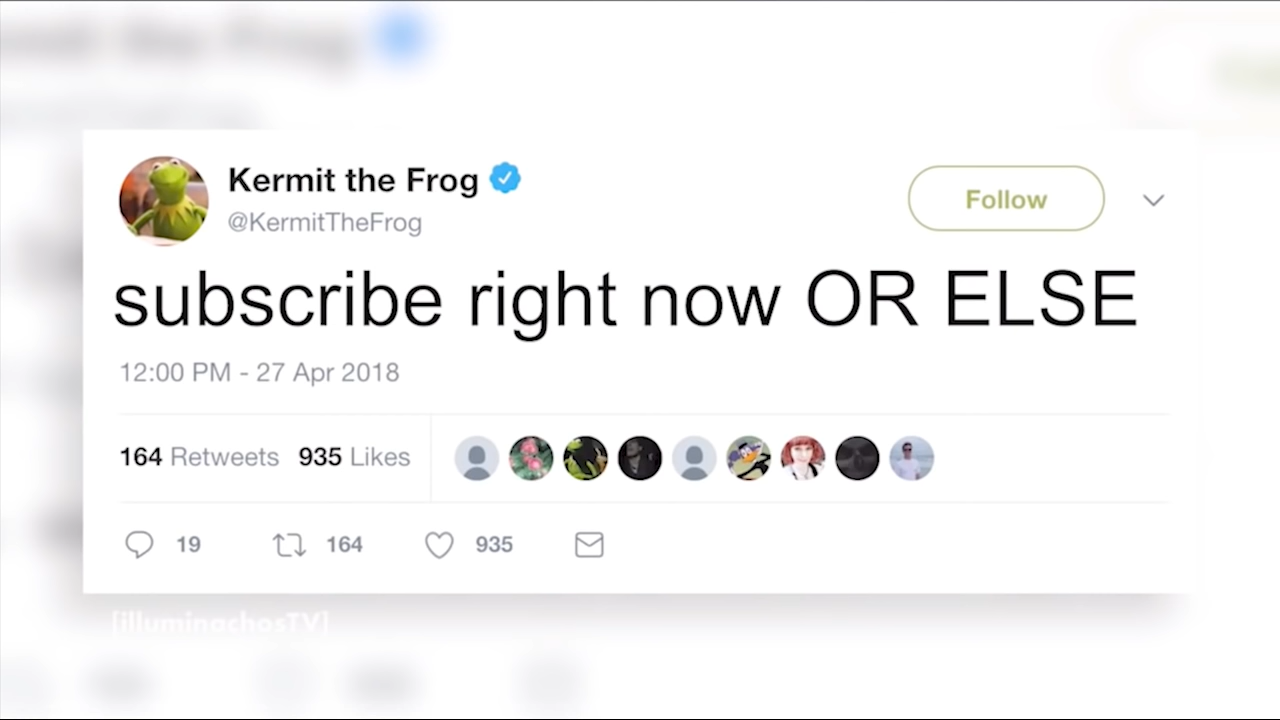 Kermit the Frog
@KermitTheFrog
Follow
subscribe right now OR ELSE
12:00 PM - 27 Apr 2018
164 Retweets 935 Likes
19 164 935
[illuminachosTV]